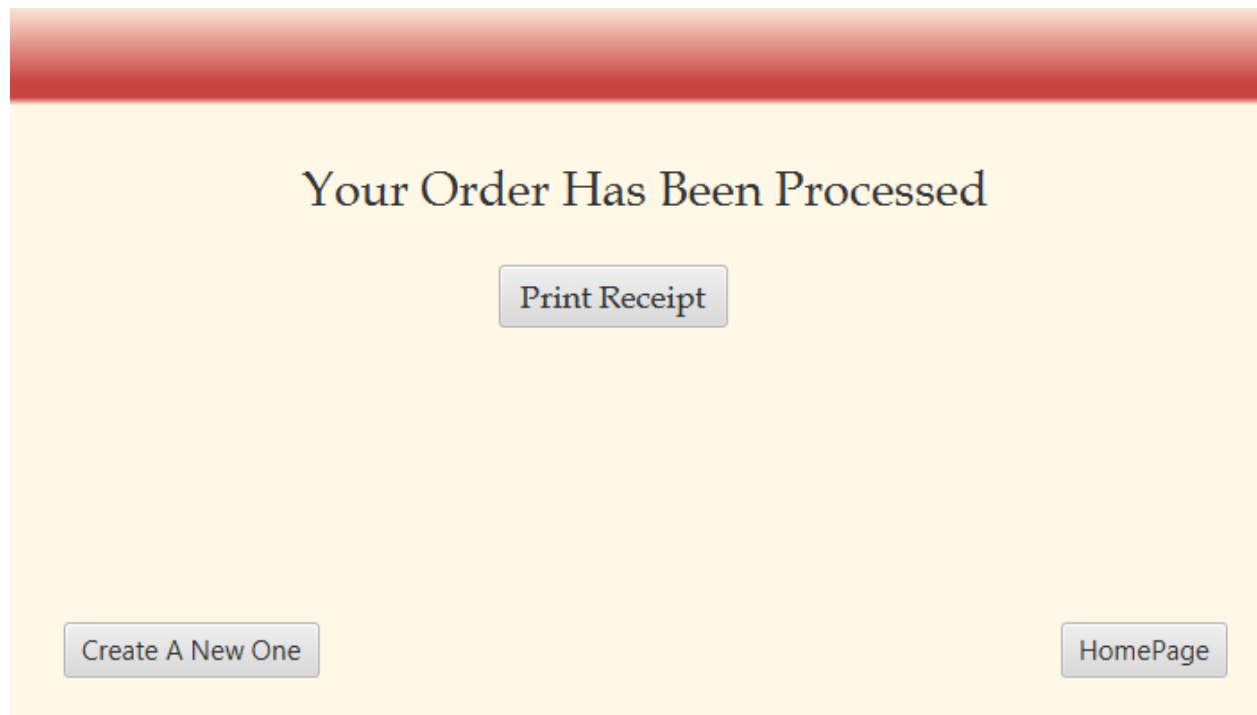 Your Order Has Been Processed
Print Receipt
Create A New One
HomePage